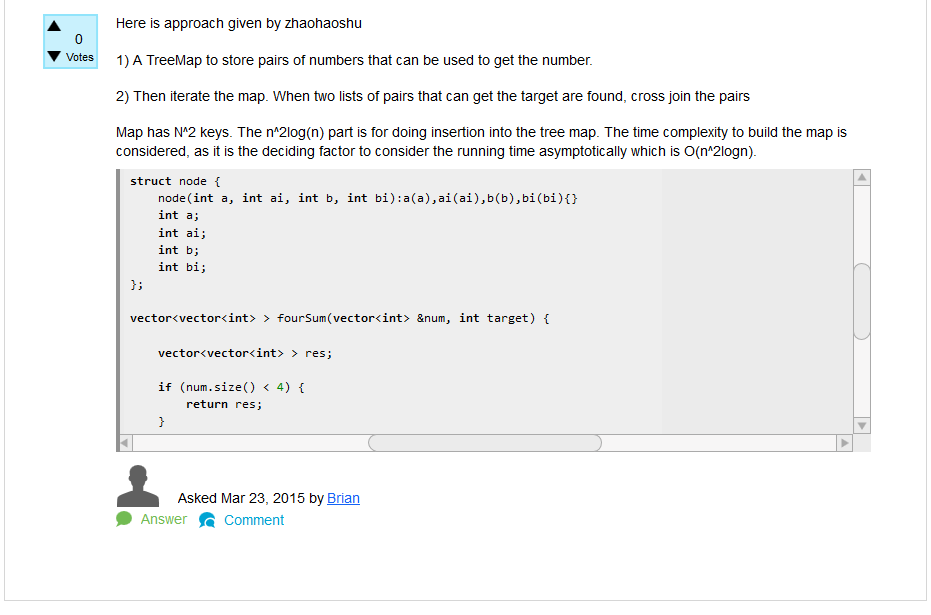 Here is approach given by zhaohaoshu
0
Votes
1) A TreeMap to store pairs of numbers that can be used to get the number.
2) Then iterate the map. When two lists of pairs that can get the target are found, cross join the pairs
Map has N^2 keys. The n^2log(n) part is for doing insertion into the tree map. The time complexity to build the map is
considered, as it is the deciding factor to consider the running time asymptotically which is O(n^2logn).
struct node {
    node(int a, int ai, int b, int bi):a(a),ai(ai),b(b),bi(bi){}
    int a;
    int ai;
    int b;
    int bi;
};
vector<vector<int> > fourSum(vector<int> &num, int target) {
    vector<vector<int> > res;
    if (num.size() < 4) {
        return res;
    }
Asked Mar 23, 2015 by Brian
Answer Comment